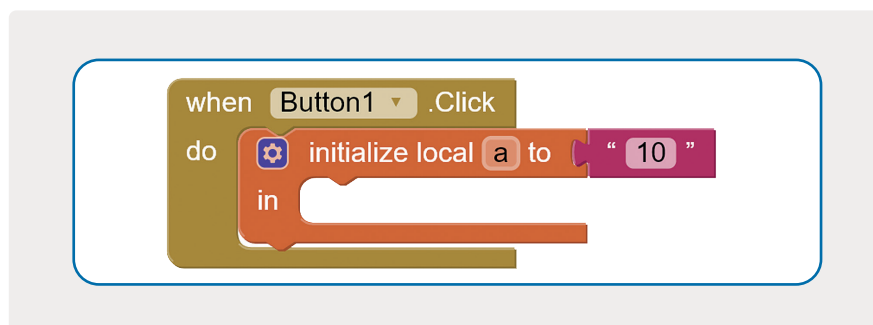 when Button1 .Click
do initialize local a to “ 10 ”
in